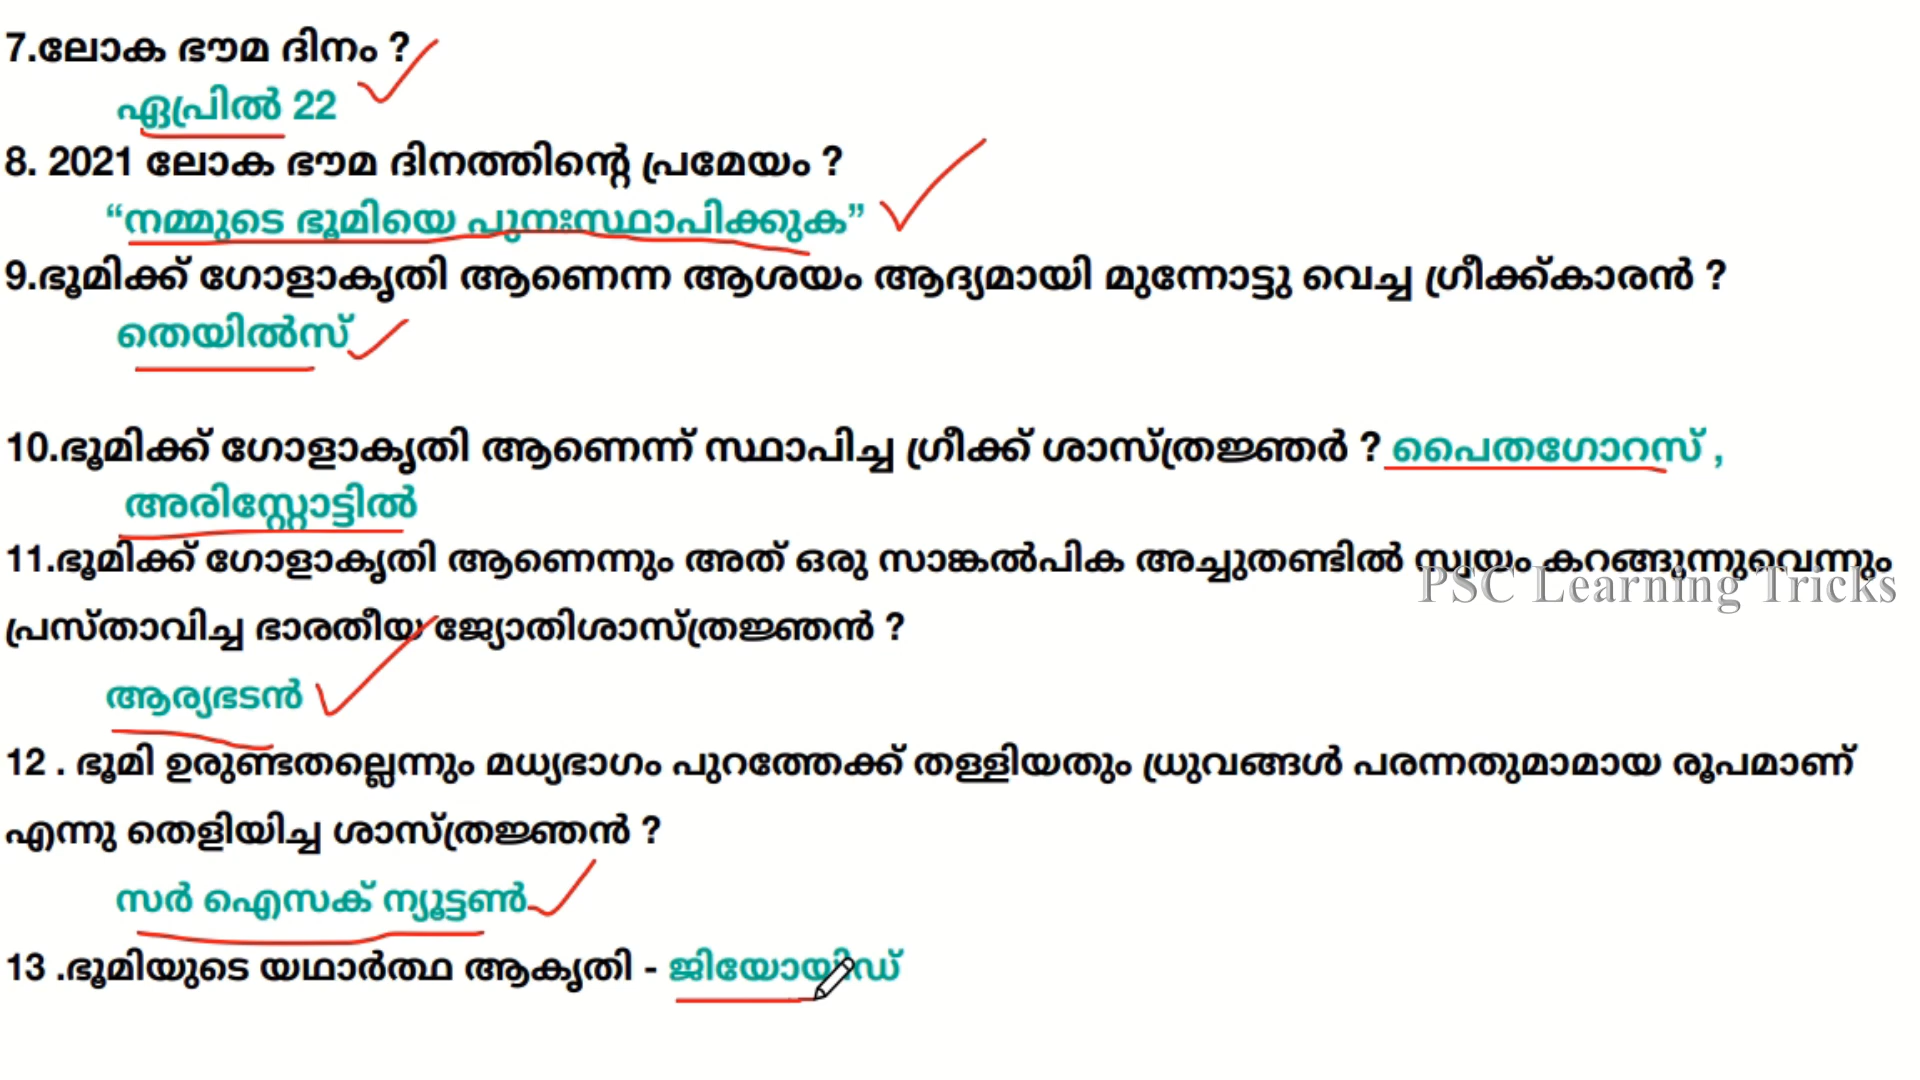 7.ലോക ഭൗമ ദിനം ?
ഏപ്രിൽ 22
8. 2021 ലോക ഭൗമ ദിനത്തിന്റെ പ്രമേയം ?
“നമ്മുടെ ഭൂമിയെ പുനഃസ്ഥാപിക്കുക”
9.ഭൂമിക്ക് ഗോളാകൃതി ആണെന്ന ആശയം ആദ്യമായി മുന്നോട്ടു വെച്ച ഗ്രീക്ക്കാരൻ ?
തെയിൽസ്
10.ഭൂമിക്ക് ഗോളാകൃതി ആണെന്ന് സ്ഥാപിച്ച ഗ്രീക്ക് ശാസ്ത്രജ്ഞർ ? പൈതഗോറസ് ,
അരിസ്റ്റോട്ടിൽ
11.ഭൂമിക്ക് ഗോളാകൃതി ആണെന്നും അത് ഒരു സാങ്കൽപിക അച്ചുതണ്ടിൽ സ്വയം കറങ്ങുന്നുവെന്നും
PSC Learning Tricks
പ്രസ്താവിച്ച ഭാരതീയ ജ്യോതിശാസ്ത്രജ്ഞൻ ?
ആര്യഭടൻ
12 . ഭൂമി ഉരുണ്ടതല്ലെന്നും മധ്യഭാഗം പുറത്തേക്ക് തള്ളിയതും ധ്രുവങ്ങൾ പരന്നതുമാമായ രൂപമാണ്
എന്നു തെളിയിച്ച ശാസ്ത്രജ്ഞൻ ?
സർ ഐസക് ന്യൂട്ടൺ
13 .ഭൂമിയുടെ യഥാർത്ഥ ആകൃതി - ജിയോയിഡ്